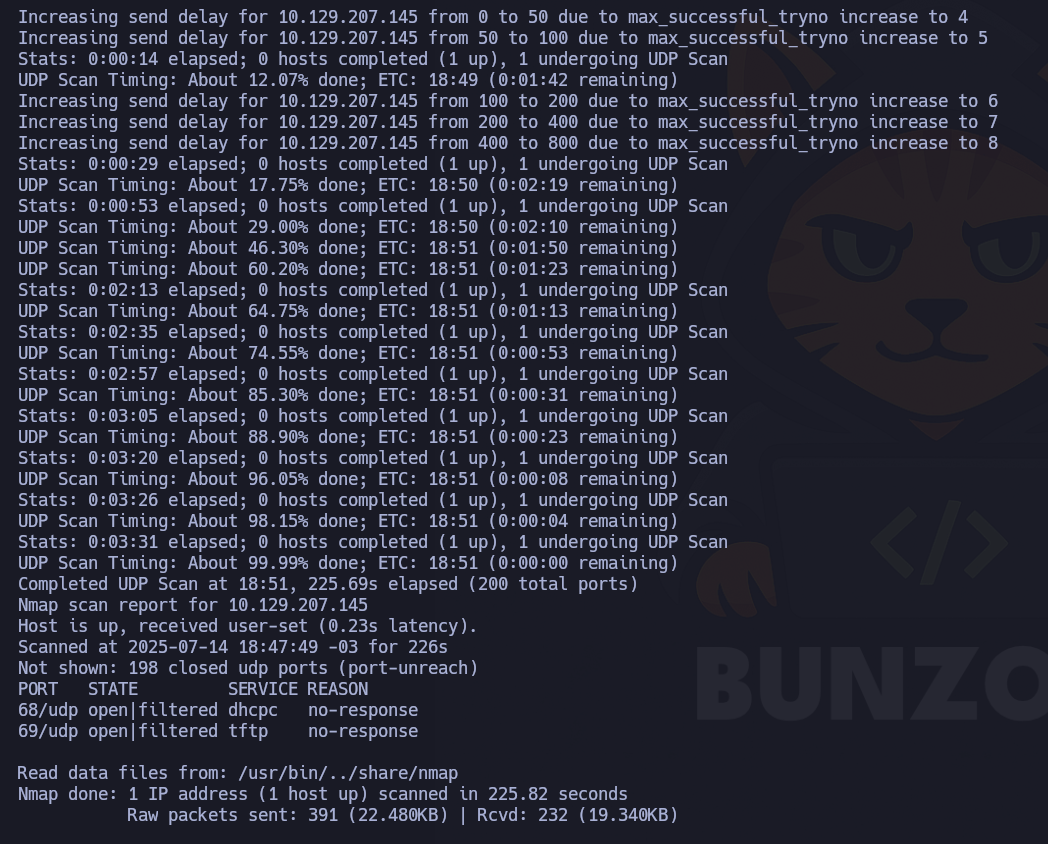 Increasing send delay for 10.129.207.145 from 0 to 50 due to max_successful_tryno increase to 4
Increasing send delay for 10.129.207.145 from 50 to 100 due to max_successful_tryno increase to 5
Stats: 0:00:14 elapsed; 0 hosts completed (1 up), 1 undergoing UDP Scan
UDP Scan Timing: About 12.07% done; ETC: 18:49 (0:01:42 remaining)
Increasing send delay for 10.129.207.145 from 100 to 200 due to max_successful_tryno increase to 6
Increasing send delay for 10.129.207.145 from 200 to 400 due to max_successful_tryno increase to 7
Increasing send delay for 10.129.207.145 from 400 to 800 due to max_successful_tryno increase to 8
Stats: 0:00:29 elapsed; 0 hosts completed (1 up), 1 undergoing UDP Scan
UDP Scan Timing: About 17.75% done; ETC: 18:50 (0:02:19 remaining)
Stats: 0:00:53 elapsed; 0 hosts completed (1 up), 1 undergoing UDP Scan
UDP Scan Timing: About 29.00% done; ETC: 18:50 (0:02:10 remaining)
UDP Scan Timing: About 46.30% done; ETC: 18:51 (0:01:50 remaining)
UDP Scan Timing: About 60.20% done; ETC: 18:51 (0:01:23 remaining)
Stats: 0:02:13 elapsed; 0 hosts completed (1 up), 1 undergoing UDP Scan
UDP Scan Timing: About 64.75% done; ETC: 18:51 (0:01:13 remaining)
Stats: 0:02:35 elapsed; 0 hosts completed (1 up), 1 undergoing UDP Scan
UDP Scan Timing: About 74.55% done; ETC: 18:51 (0:00:53 remaining)
Stats: 0:02:57 elapsed; 0 hosts completed (1 up), 1 undergoing UDP Scan
UDP Scan Timing: About 85.30% done; ETC: 18:51 (0:00:31 remaining)
Stats: 0:03:05 elapsed; 0 hosts completed (1 up), 1 undergoing UDP Scan
UDP Scan Timing: About 88.90% done; ETC: 18:51 (0:00:23 remaining)
Stats: 0:03:20 elapsed; 0 hosts completed (1 up), 1 undergoing UDP Scan
UDP Scan Timing: About 96.05% done; ETC: 18:51 (0:00:08 remaining)
Stats: 0:03:26 elapsed; 0 hosts completed (1 up), 1 undergoing UDP Scan
UDP Scan Timing: About 98.15% done; ETC: 18:51 (0:00:04 remaining)
Stats: 0:03:31 elapsed; 0 hosts completed (1 up), 1 undergoing UDP Scan
UDP Scan Timing: About 99.99% done; ETC: 18:51 (0:00:00 remaining)
Completed UDP Scan at 18:51, 225.69s elapsed (200 total ports)
Nmap scan report for 10.129.207.145
Host is up, received user-set (0.23s latency).
Scanned at 2025-07-14 18:47:49 -03 for 226s
Not shown: 198 closed udp ports (port-unreach)
PORT   STATE         SERVICE REASON
68/udp open|filtered dhcpc   no-response
69/udp open|filtered tftp    no-response
Read data files from: /usr/bin/../share/nmap
Nmap done: 1 IP address (1 host up) scanned in 225.82 seconds
           Raw packets sent: 391 (22.480KB) | Rcvd: 232 (19.340KB)
</>
BUNZO